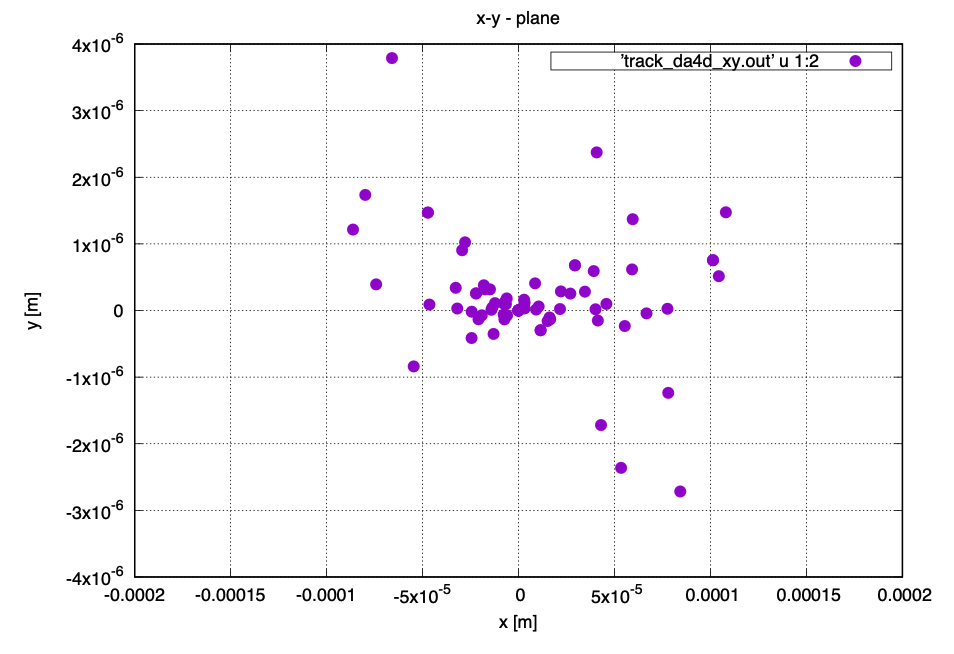 x-y - plane
'track_da4d_xy.out' u 1:2
4x10-6
3x10-6
2x10-6
1x10-6
0
-1x10-6
-2x10-6
-3x10-6
-4x10-6
y [m]
-0.0002 -0.00015 -0.0001 -5x10-5 0 5x10-5 0.0001 0.00015 0.0002
x [m]